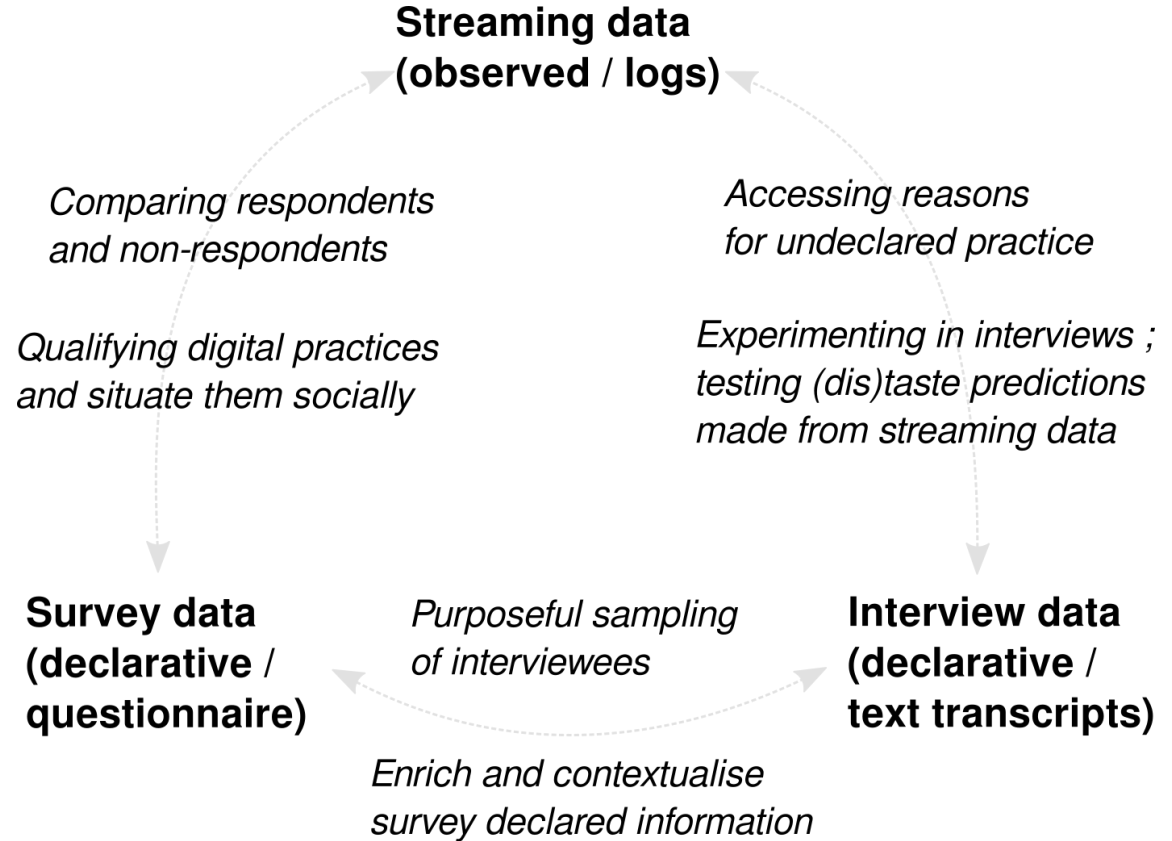 Streaming data
(observed / logs)
Comparing respondents
and non-respondents
Accessing reasons
for undeclared practice
Qualifying digital practices
and situate them socially
Experimenting in interviews ;
testing (dis)taste predictions
made from streaming data
Survey data
(declarative /
questionnaire)
Purposeful sampling
of interviewees
Interview data
(declarative /
text transcripts)
Enrich and contextualise
survey declared information